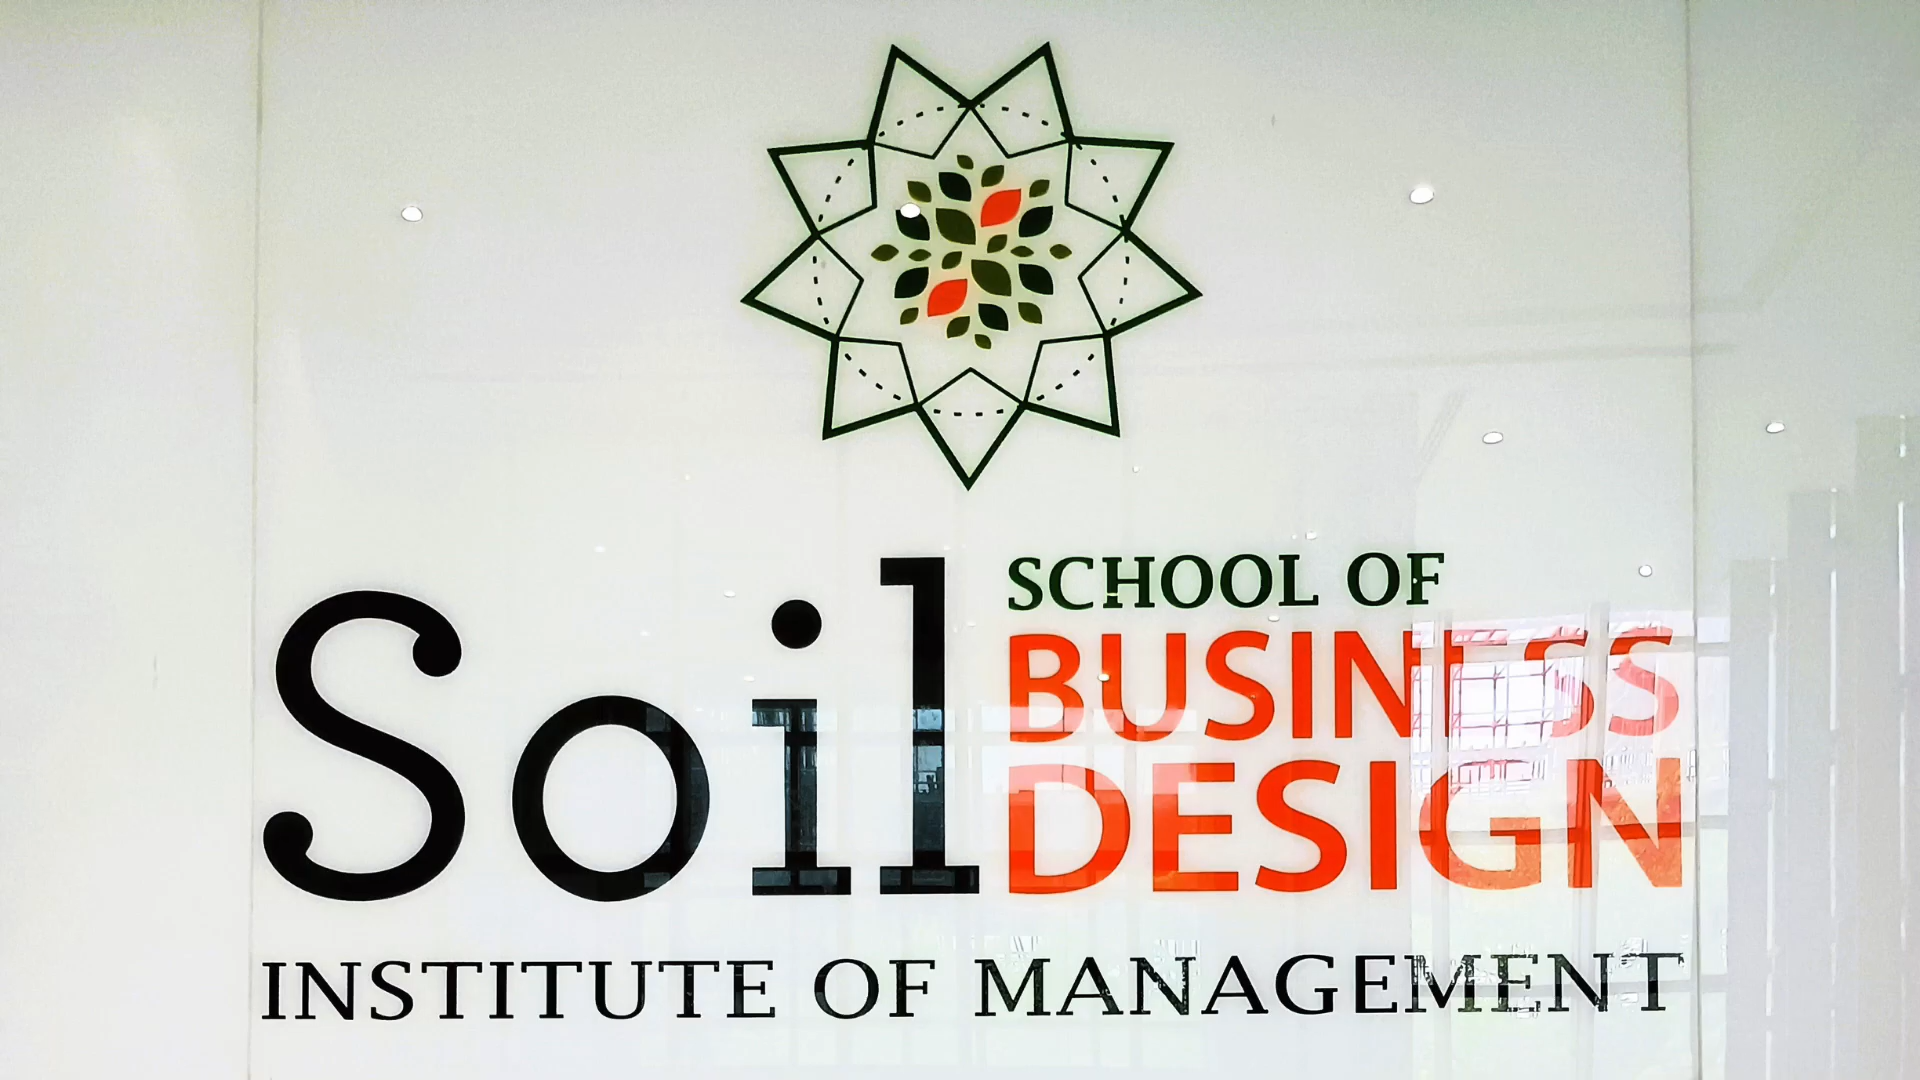 Soil
SCHOOL OF
BUSINESS
DESIGN
INSTITUTE OF MANAGEMENT